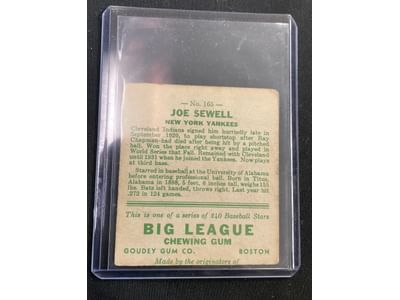 — No. 165 —
JOE SEWELL
NEW YORK YANKEES
Cleveland Indians signed him hurriedly late in
September 1920, to play shortstop after Ray
Chapman had died after being hit by a pitched
ball. Won the place right away and played in
World Series that Fall. Remained with Cleveland
until 1931 when he joined the Yankees. Now plays
at third base.
Starred in baseball at the University of Alabama
before entering professional ball. Born in Titus,
Alabama in 1898, 5 feet, 6 inches tall, weighs 155
lbs. Bats left handed, throws right. Last year hit
.272 in 124 games.
This is one of a series of 240 Baseball Stars
BIG LEAGUE
CHEWING GUM
GOUDEY GUM CO. BOSTON
Made by the originators of